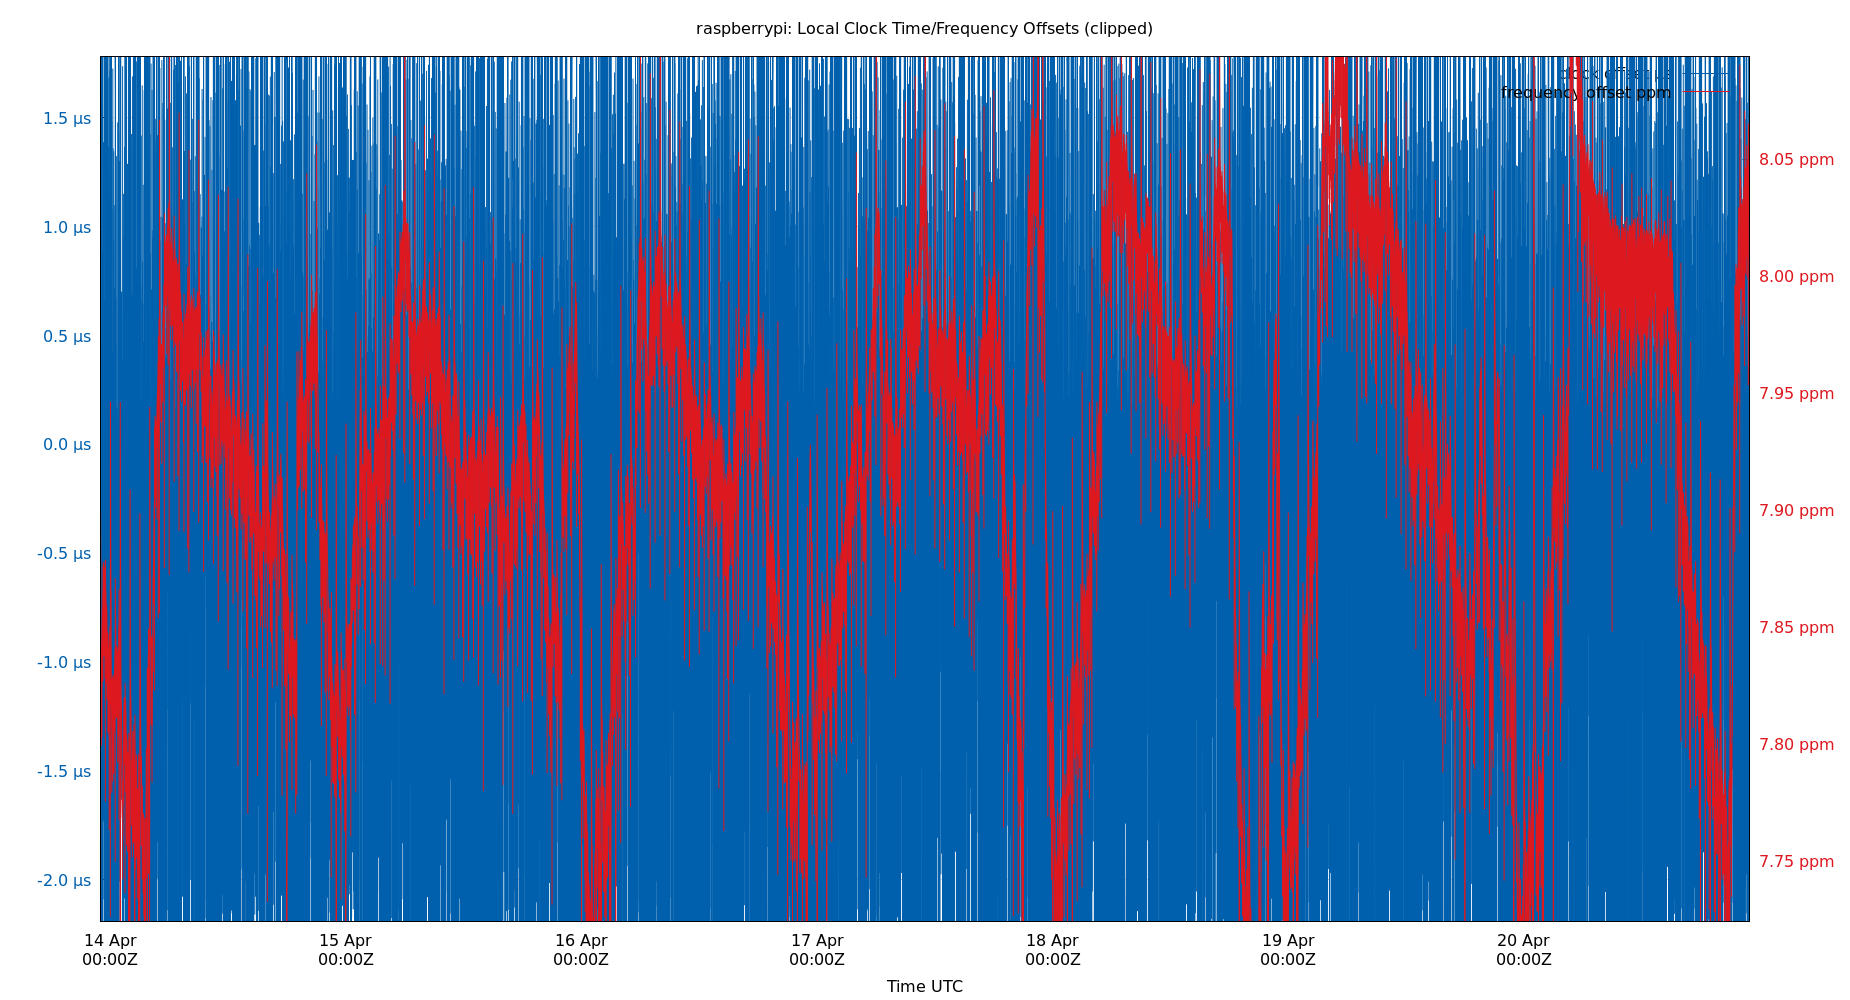 raspberrypi: Local Clock Time/Frequency Offsets (clipped)
clock offset µs
frequency offset ppm
1.5 µs
1.0 µs
0.5 µs
0.0 µs
-0.5 µs
-1.0 µs
-1.5 µs
-2.0 µs
8.05 ppm
8.00 ppm
7.95 ppm
7.90 ppm
7.85 ppm
7.80 ppm
7.75 ppm
14 Apr 15 Apr 16 Apr 17 Apr 18 Apr 19 Apr 20 Apr
00:00Z 00:00Z 00:00Z 00:00Z 00:00Z 00:00Z 00:00Z
Time UTC